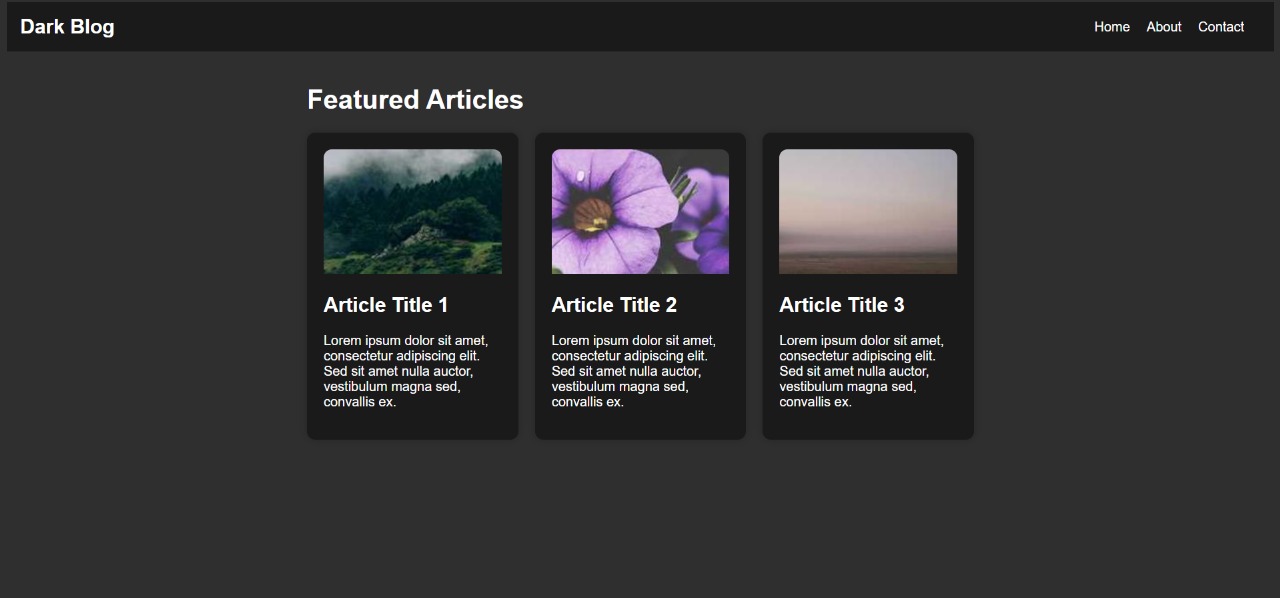 Dark Blog
Home About Contact
Featured Articles
Article Title 1
Lorem ipsum dolor sit amet,
consectetur adipiscing elit.
Sed sit amet nulla auctor,
vestibulum magna sed,
convallis ex.
Article Title 2
Lorem ipsum dolor sit amet,
consectetur adipiscing elit.
Sed sit amet nulla auctor,
vestibulum magna sed,
convallis ex.
Article Title 3
Lorem ipsum dolor sit amet,
consectetur adipiscing elit.
Sed sit amet nulla auctor,
vestibulum magna sed,
convallis ex.